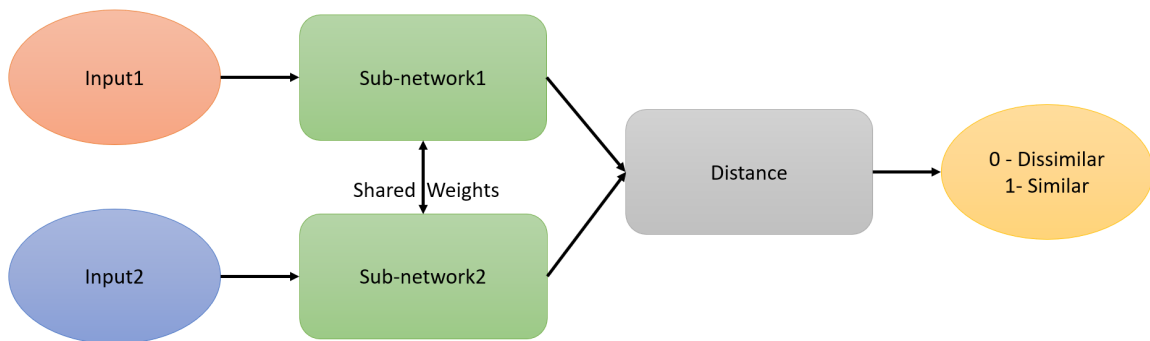 Input1
Sub-network1
Shared Weights
Input2
Sub-network2
Distance
0 - Dissimilar
1- Similar